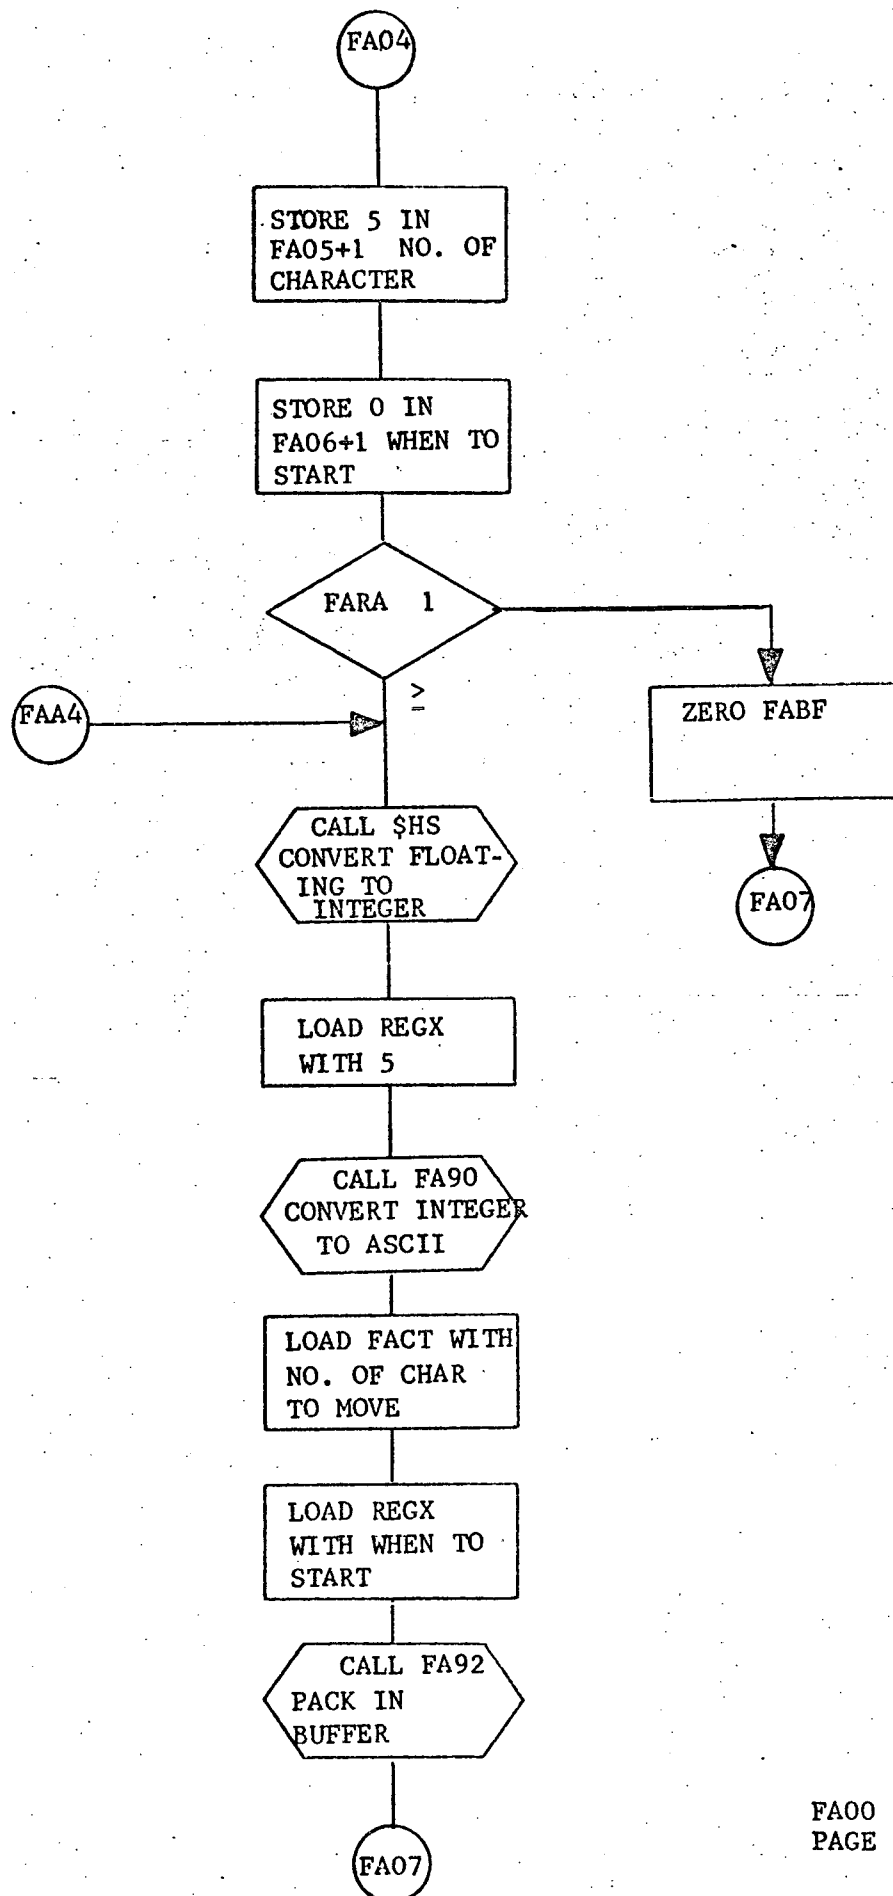 FA04
STORE 5 IN
FA05+1 NO. OF
CHARACTER
STORE 0 IN
FA06+1 WHEN TO
START
FARA 1
≥
FAA4
ZERO FABF
FA07
CALL $HS
CONVERT FLOAT-
ING TO
INTEGER
LOAD REGX
WITH 5
CALL FA90
CONVERT INTEGER
TO ASCII
LOAD FACT WITH
NO. OF CHAR
TO MOVE
LOAD REGX
WITH WHEN TO
START
CALL FA92
PACK IN
BUFFER
FA07
FA00
PAGE